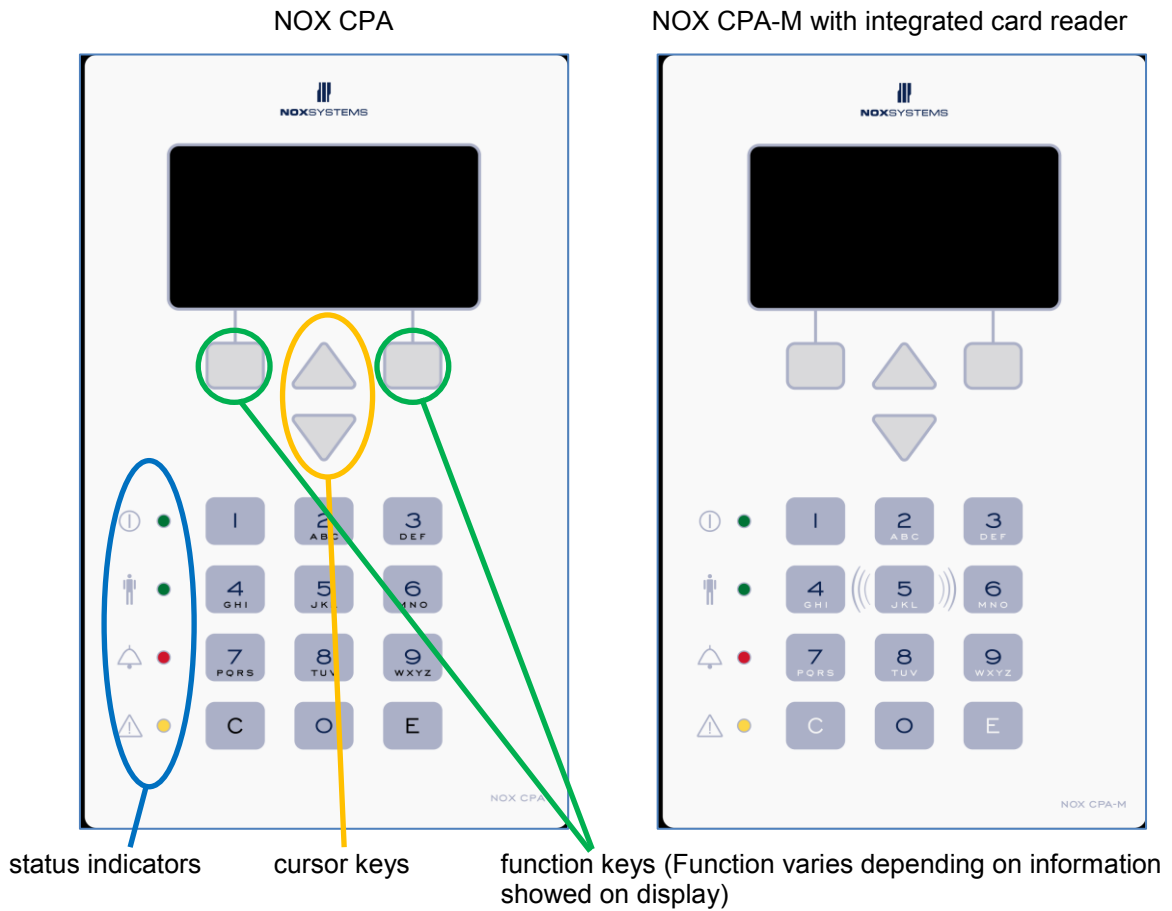 NOX CPA
NOX CPA-M with integrated card reader
NOXSYSTEMS
NOXSYSTEMS
1 2 3
ABC DEF
4 5 6
GHI JKL MNO
7 8 9
PQRS TUV WXYZ
C 0 E
NOX CPA
1 2 3
ABC DEF
4 5 6
GHI JKL MNO
7 8 9
PQRS TUV WXYZ
C 0 E
NOX CPA-M
status indicators
cursor keys
function keys (Function varies depending on information
showed on display)